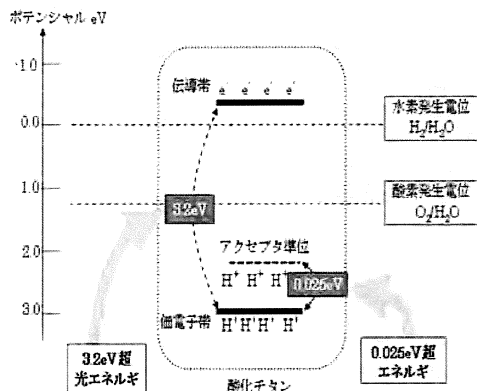 ポテンシャル eV
-1.0
0.0
1.0
2.0
3.0
伝導帯
e⁻ e⁻ e⁻ e⁻
水素発生電位
H₂/H₂O
酸素発生電位
O₂/H₂O
3.2eV
アクセプタ準位
H⁺ H⁺ H⁺
0.025eV
価電子帯
H⁺ H⁺ H⁺ H⁺
3.2eV超
光エネルギ
0.025eV超
エネルギ
酸化チタン